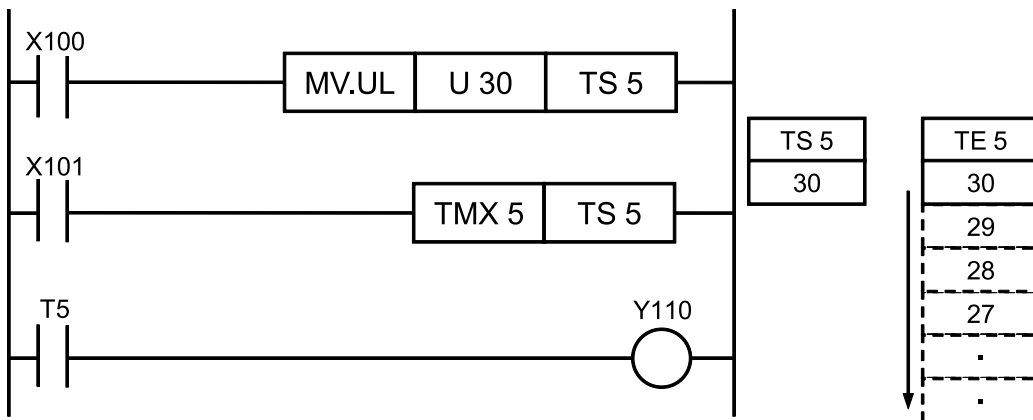 X100
MV.UL U 30 TS 5
X101
TMX 5 TS 5
T5
Y110
TS 5
30
TE 5
30
29
28
27
.
.